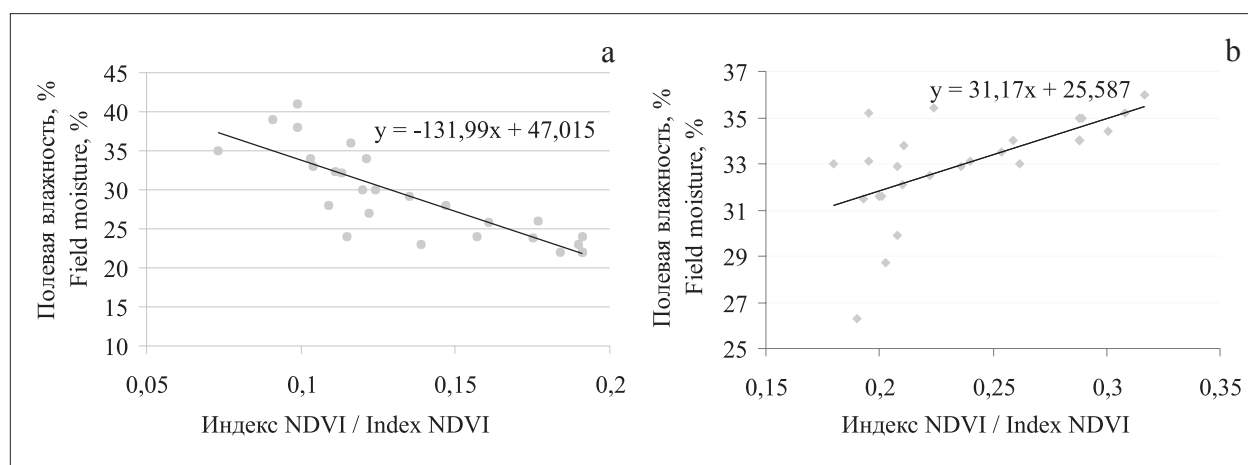 a
Полевая влажность, %
Field moisture, %
45
40
35
30
25
20
15
10
y = -131,99x + 47,015
0,05
0,1
0,15
0,2
Индекс NDVI / Index NDVI
b
Полевая влажность, %
Field moisture, %
37
35
33
31
29
27
25
y = 31,17x + 25,587
0,15
0,2
0,25
0,3
0,35
Индекс NDVI / Index NDVI